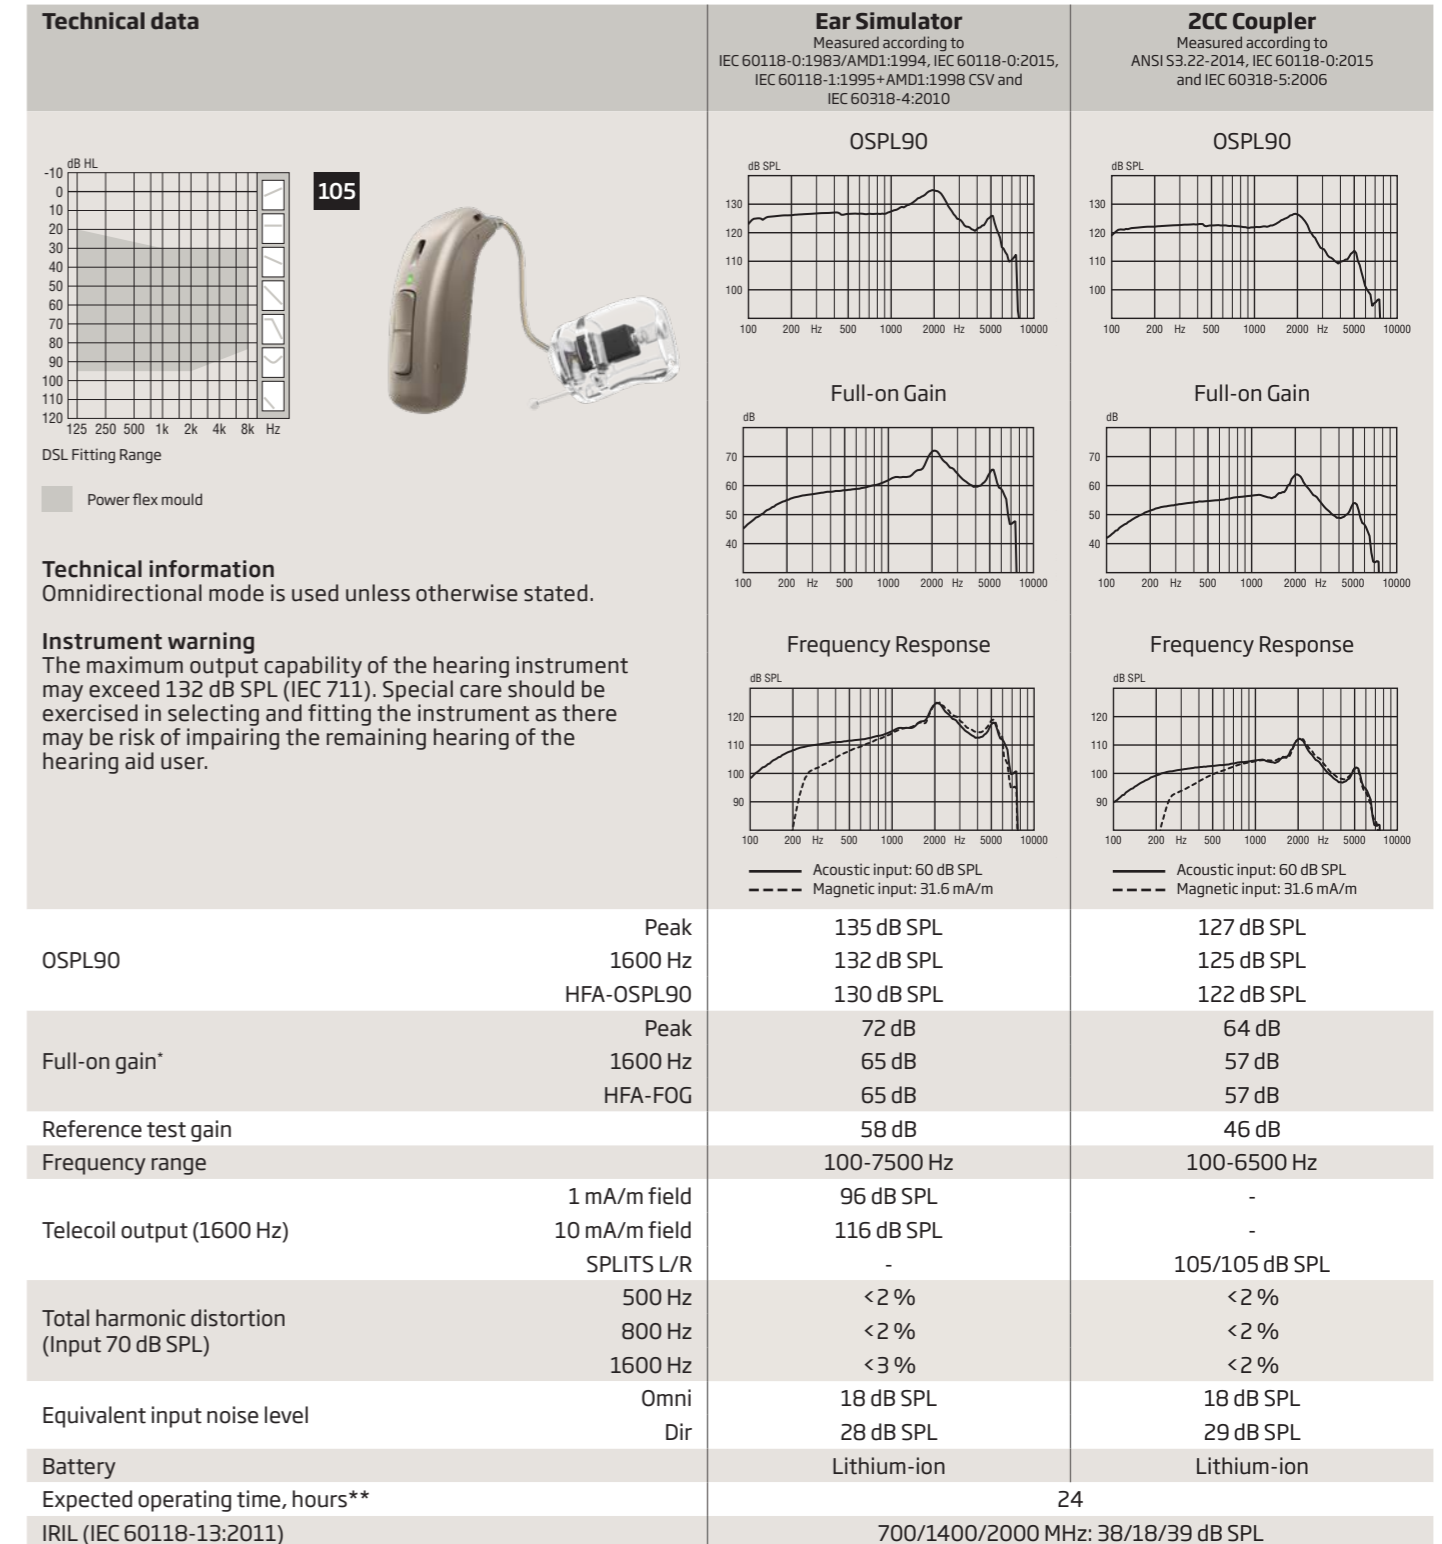 Technical data
Ear Simulator
Measured according to
IEC 60118-0:1983/AMD1:1994, IEC 60118-0:2015,
IEC 60118-1:1995+AMD1:1998 CSV and
IEC 60318-4:2010
2CC Coupler
Measured according to
ANSI S3.22-2014, IEC 60118-0:2015
and IEC 60318-5:2006
dB HL
-10
0
10
20
30
40
50
60
70
80
90
100
110
120
125 250 500 1k 2k 4k 8k Hz
105
DSL Fitting Range
Power flex mould
Technical information
Omnidirectional mode is used unless otherwise stated.
Instrument warning
The maximum output capability of the hearing instrument
may exceed 132 dB SPL (IEC 711). Special care should be
exercised in selecting and fitting the instrument as there
may be risk of impairing the remaining hearing of the
hearing aid user.
OSPL90
dB SPL
130
120
110
100
100 200 Hz 500 1000 2000 Hz 5000 10000
OSPL90
dB SPL
130
120
110
100
100 200 Hz 500 1000 2000 Hz 5000 10000
Full-on Gain
dB
70
60
50
40
100 200 Hz 500 1000 2000 Hz 5000 10000
Full-on Gain
dB
70
60
50
40
100 200 Hz 500 1000 2000 Hz 5000 10000
Frequency Response
dB SPL
120
110
100
90
100 200 Hz 500 1000 2000 Hz 5000 10000
Acoustic input: 60 dB SPL
Magnetic input: 31.6 mA/m
Frequency Response
dB SPL
120
110
100
90
100 200 Hz 500 1000 2000 Hz 5000 10000
Acoustic input: 60 dB SPL
Magnetic input: 31.6 mA/m
OSPL90
Peak 135 dB SPL 127 dB SPL
1600 Hz 132 dB SPL 125 dB SPL
HFA-OSPL90 130 dB SPL 122 dB SPL
Full-on gain*
Peak 72 dB 64 dB
1600 Hz 65 dB 57 dB
HFA-FOG 65 dB 57 dB
Reference test gain 58 dB 46 dB
Frequency range 100-7500 Hz 100-6500 Hz
Telecoil output (1600 Hz)
1 mA/m field 96 dB SPL -
10 mA/m field 116 dB SPL -
SPLITS L/R - 105/105 dB SPL
Total harmonic distortion
(Input 70 dB SPL)
500 Hz <2 % <2 %
800 Hz <2 % <2 %
1600 Hz <3 % <2 %
Equivalent input noise level
Omni 18 dB SPL 18 dB SPL
Dir 28 dB SPL 29 dB SPL
Battery Lithium-ion Lithium-ion
Expected operating time, hours** 24
IRIL (IEC 60118-13:2011) 700/1400/2000 MHz: 38/18/39 dB SPL